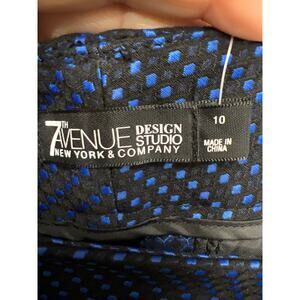 7TH AVENUE DESIGN STUDIO
NEW YORK & COMPANY
10
MADE IN
CHINA